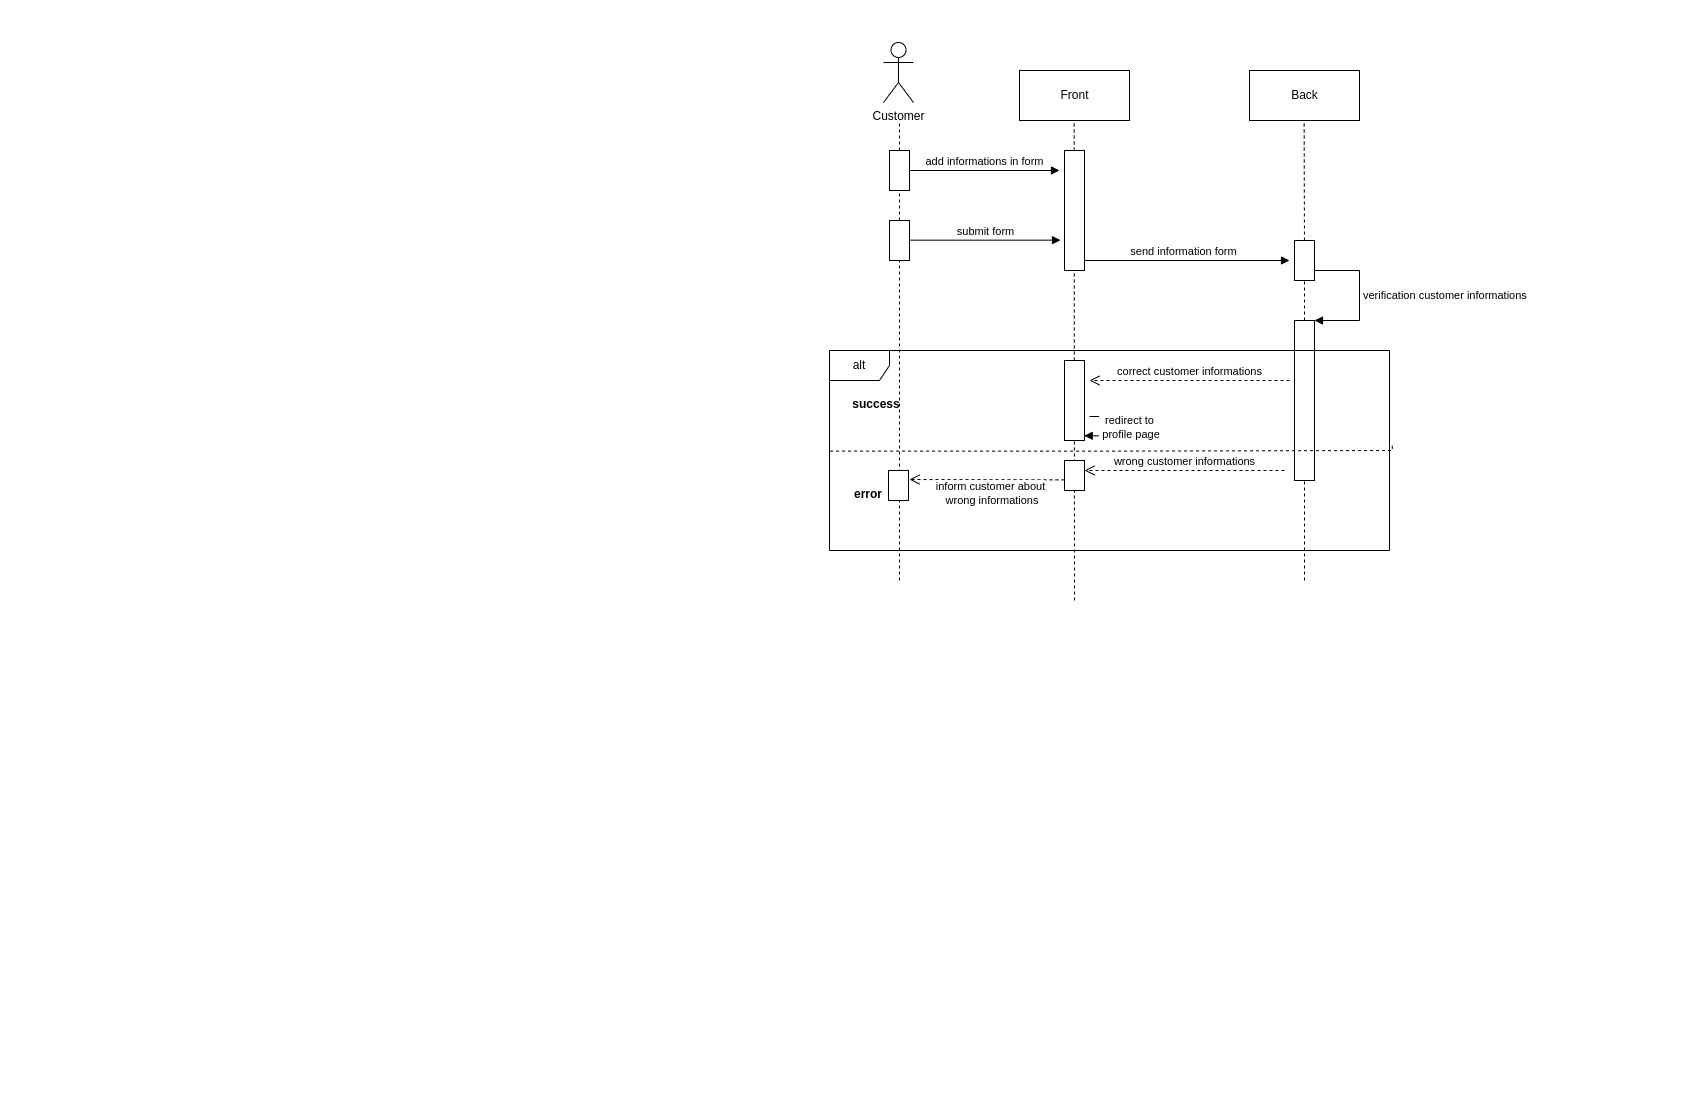 Customer
Front
Back
add informations in form
submit form
send information form
verification customer informations
alt
correct customer informations
success
redirect to
profile page
wrong customer informations
error
inform customer about
wrong informations